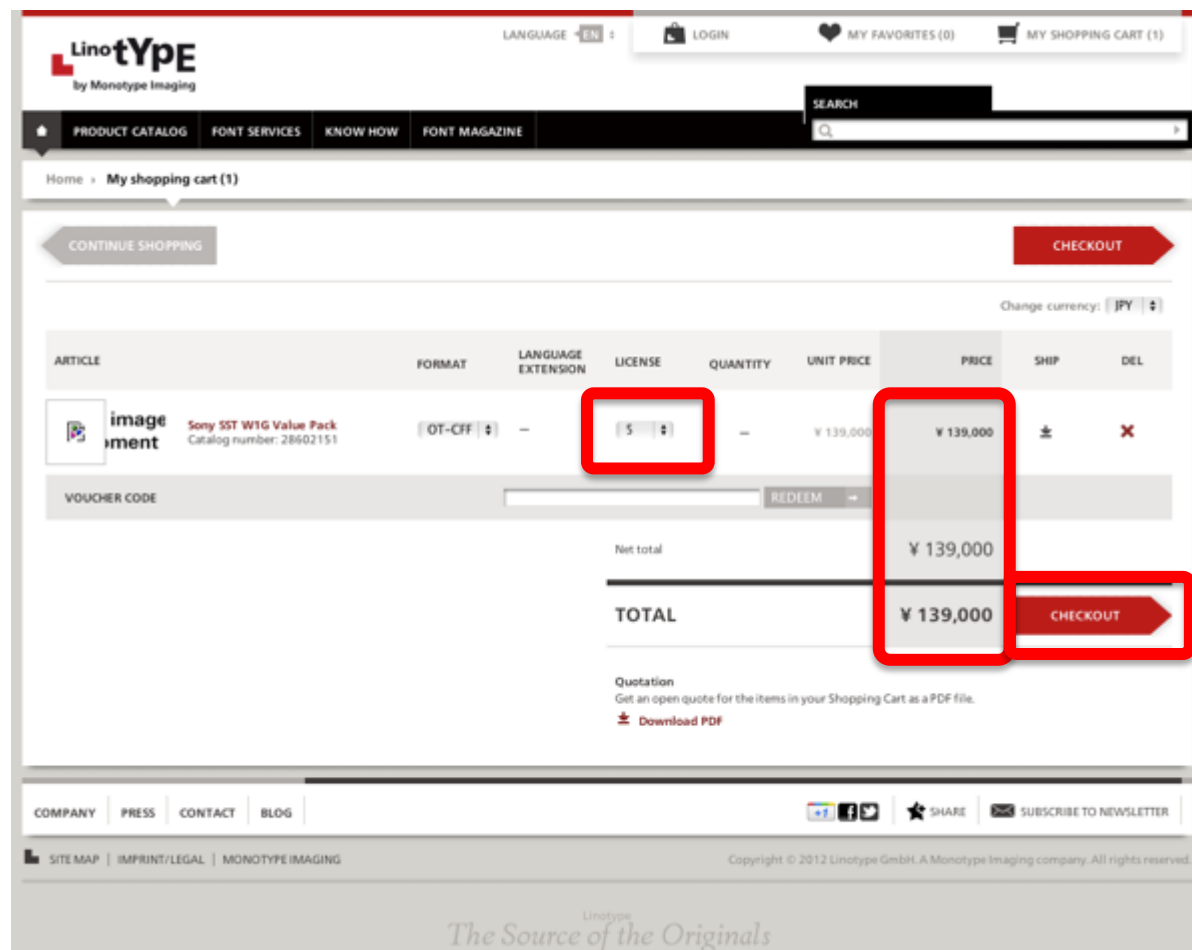 LANGUAGE EN LOGIN MY FAVORITES (0) MY SHOPPING CART (1)
LinotYpE
by Monotype Imaging
SEARCH
PRODUCT CATALOG FONT SERVICES KNOW HOW FONT MAGAZINE
Home › My shopping cart (1)
CONTINUE SHOPPING CHECKOUT
Change currency: JPY
ARTICLE FORMAT LANGUAGE EXTENSION LICENSE QUANTITY UNIT PRICE PRICE SHIP DEL
image Sony SST W1G Value Pack OT-CFF – 5 – ¥ 139,000 ¥ 139,000
Catalog number: 28602151
VOUCHER CODE REDEEM
Net total ¥ 139,000
TOTAL ¥ 139,000 CHECKOUT
Quotation
Get an open quote for the items in your Shopping Cart as a PDF file.
Download PDF
COMPANY PRESS CONTACT BLOG +1 SHARE SUBSCRIBE TO NEWSLETTER
SITE MAP | IMPRINT/LEGAL | MONOTYPE IMAGING Copyright © 2012 Linotype GmbH. A Monotype Imaging company. All rights reserved.
Linotype
The Source of the Originals